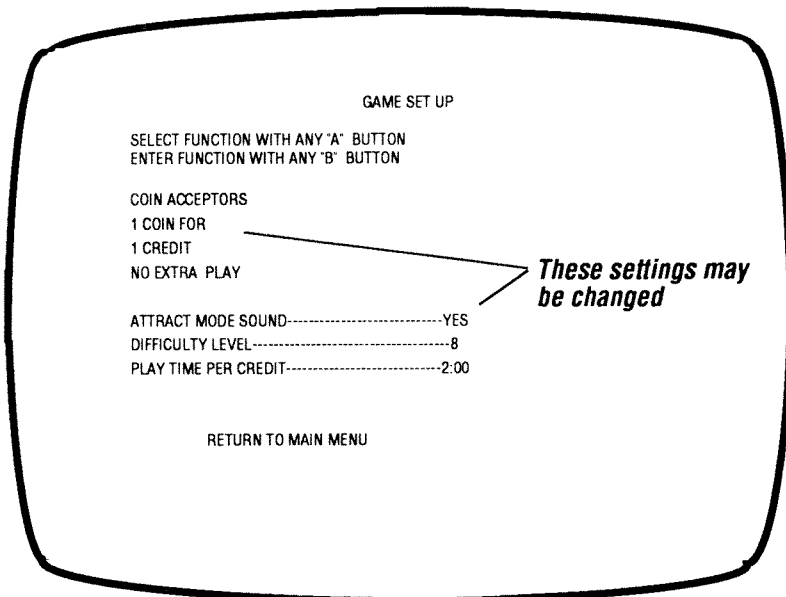 GAME SET UP
SELECT FUNCTION WITH ANY "A" BUTTON
ENTER FUNCTION WITH ANY "B" BUTTON
COIN ACCEPTORS
1 COIN FOR
1 CREDIT
NO EXTRA PLAY
These settings may
be changed
ATTRACT MODE SOUND----------------------------YES
DIFFICULTY LEVEL------------------------------------8
PLAY TIME PER CREDIT----------------------------2:00
RETURN TO MAIN MENU